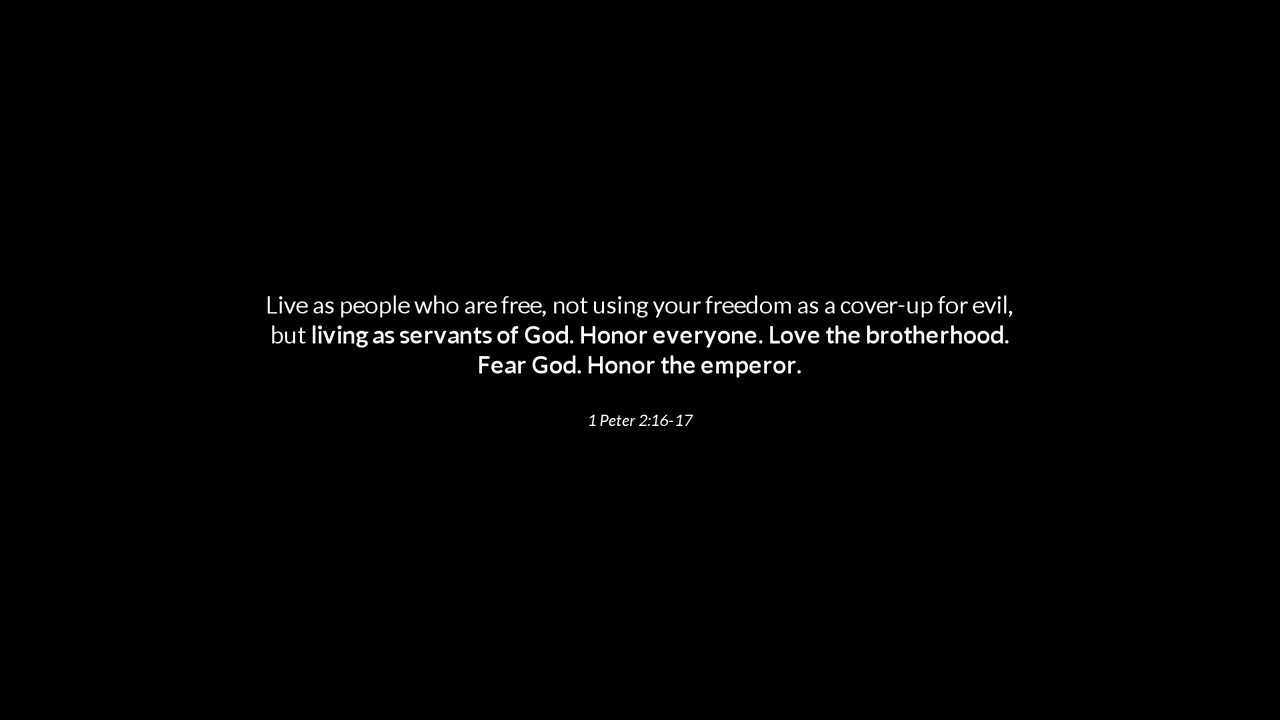 Live as people who are free, not using your freedom as a cover-up for evil,
but living as servants of God. Honor everyone. Love the brotherhood.
Fear God. Honor the emperor.
1 Peter 2:16-17